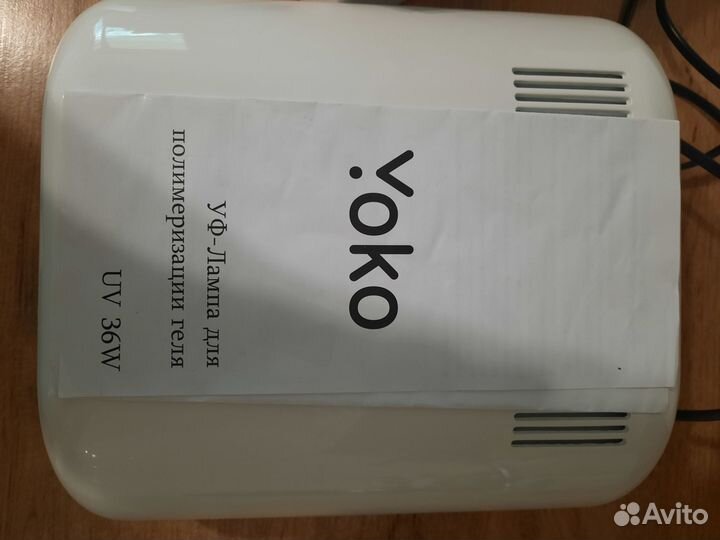 Yoko
УФ-Лампа для
полимеризации геля
UV 36W
Avito